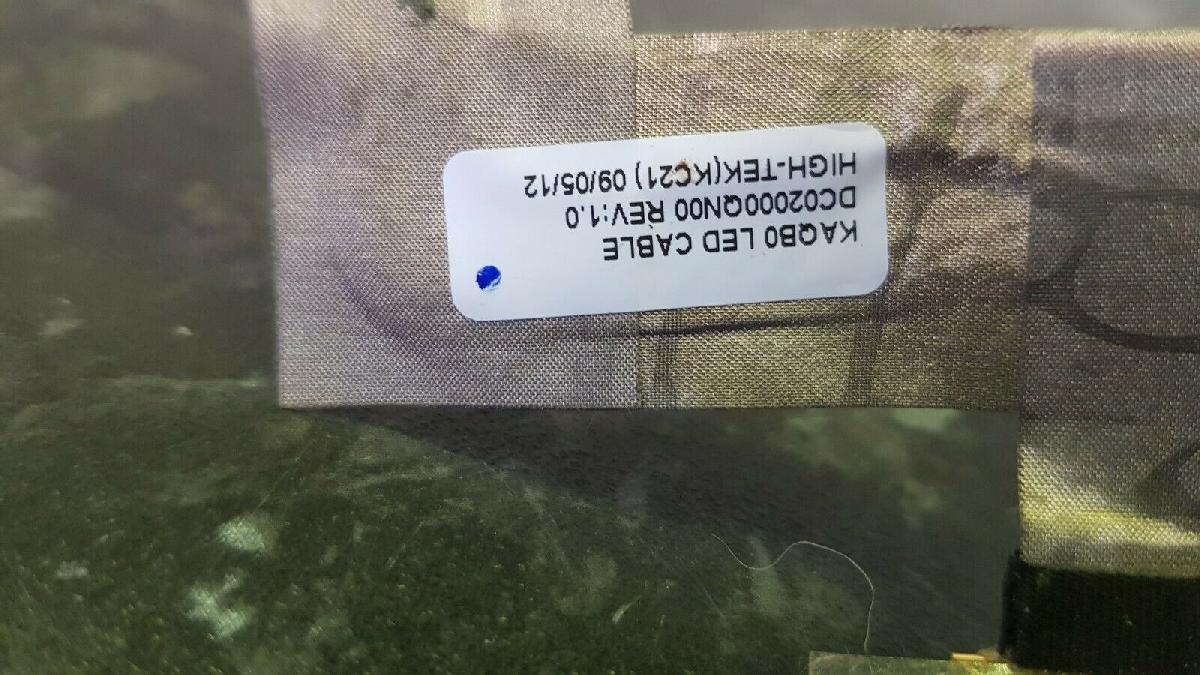 KAQB0 LED CABLE
DC02000QN00 REV:1.0
HIGH-TEK(KC21) 09/05/12